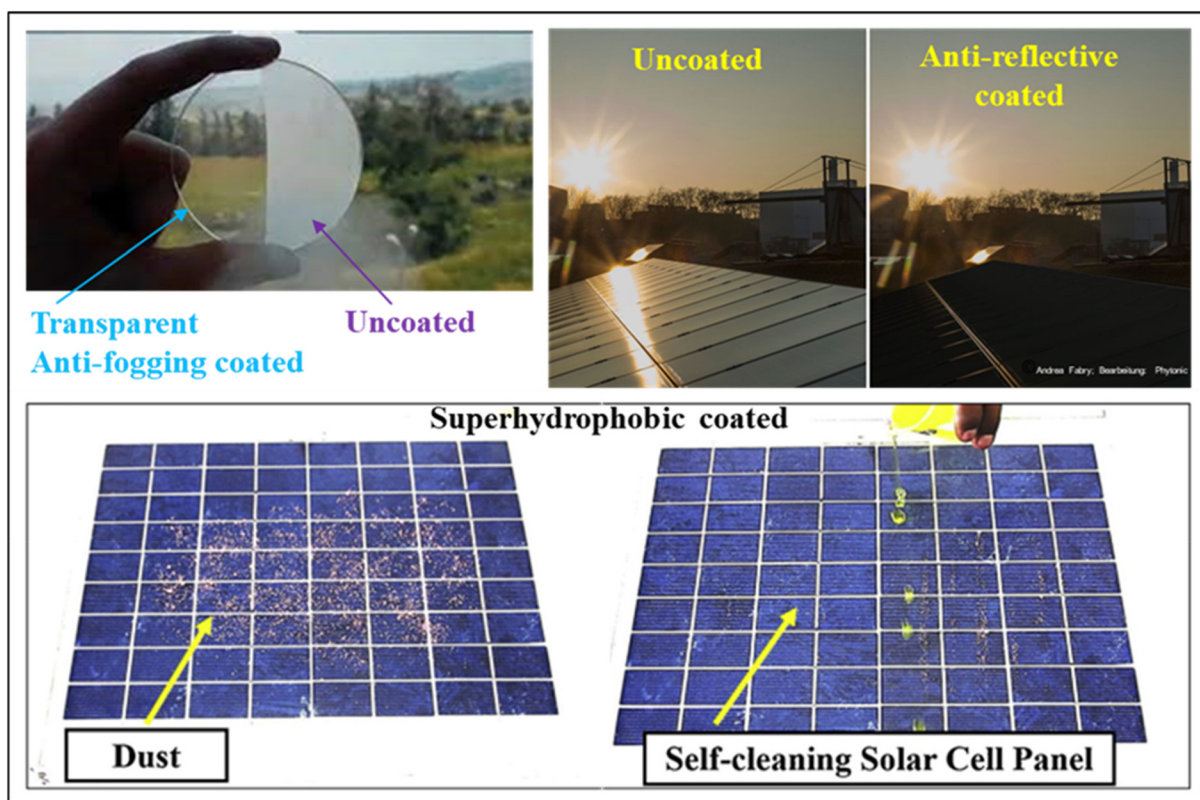 Uncoated
Anti-reflective
coated
Transparent
Anti-fogging coated
Uncoated
© Andrea Fabry; Bearbeitung: Phytonic
Superhydrophobic coated
Dust
Self-cleaning Solar Cell Panel